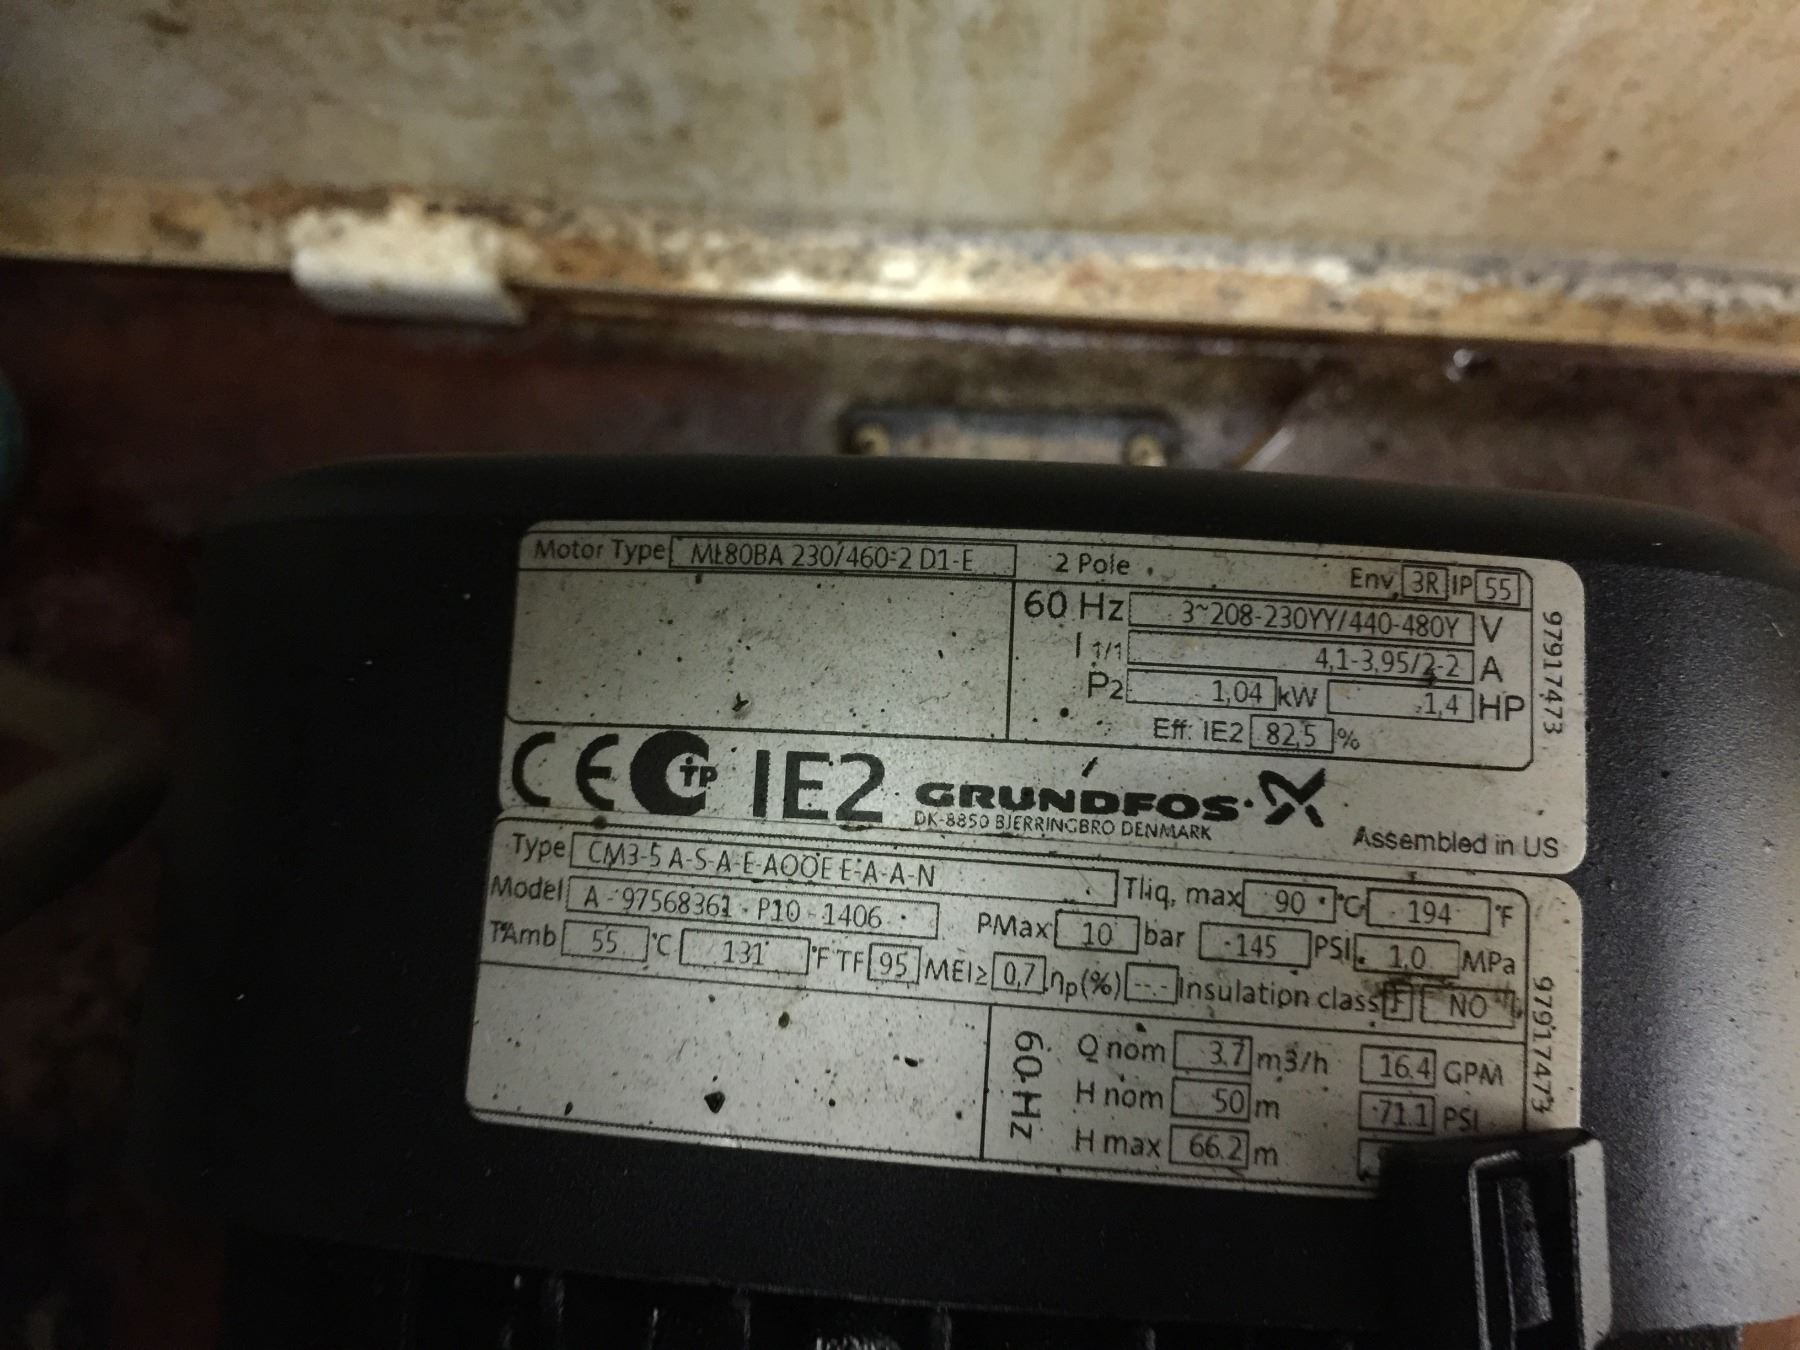 Motor Type ML80BA 230/460-2 D1-E 2 Pole Env. 3R IP 55
60 Hz 3~208-230YY/440-480Y V
I 1/1 4,1-3,95/2-2 A
P2 1,04 kW 1,4 HP
Eff: IE2 82,5 %
97917473
CE TP IE2 GRUNDFOS
DK-8850 BJERRINGBRO DENMARK
Assembled in US
Type CM3-5 A-S-A-E-AQQE E-A-A-N Tliq, max 90 °C 194 °F
Model A - 97568361 - P10 - 1406 PMax 10 bar 145 PSI 1.0 MPa
TAmb 55 °C 131 °F TF 95 MEI≥ 0,7 ηp(%) --.- Insulation class F NO
60 Hz
Q nom 3.7 m3/h 16.4 GPM
H nom 50 m 71.1 PSI
H max 66.2 m
97917473